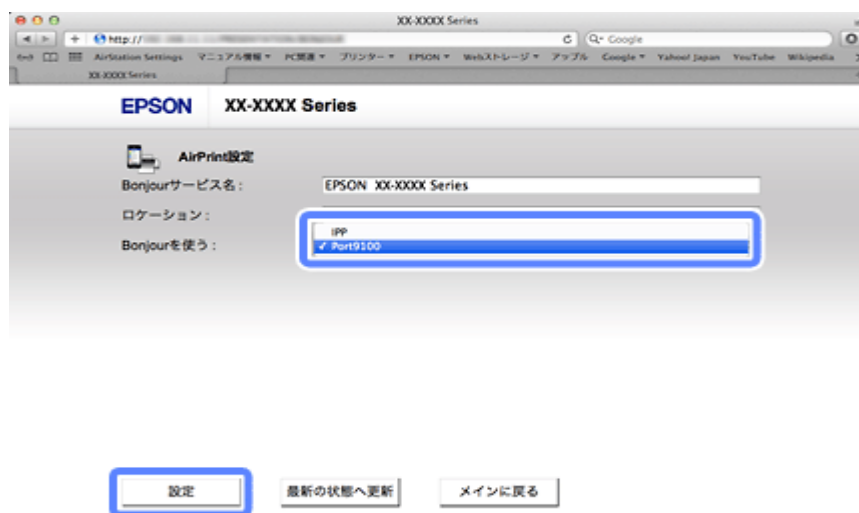 XX-XXXX Series
http://
Google
AirStation Settings マニュアル情報 PC関連 プリンター EPSON Webストレージ アップル Google Yahoo! Japan YouTube Wikipedia
XX-XXXX Series
EPSON XX-XXXX Series
AirPrint設定
Bonjourサービス名： EPSON XX-XXXX Series
ロケーション：
IPP
Bonjourを使う： ✓ Port9100
設定 最新の状態へ更新 メインに戻る